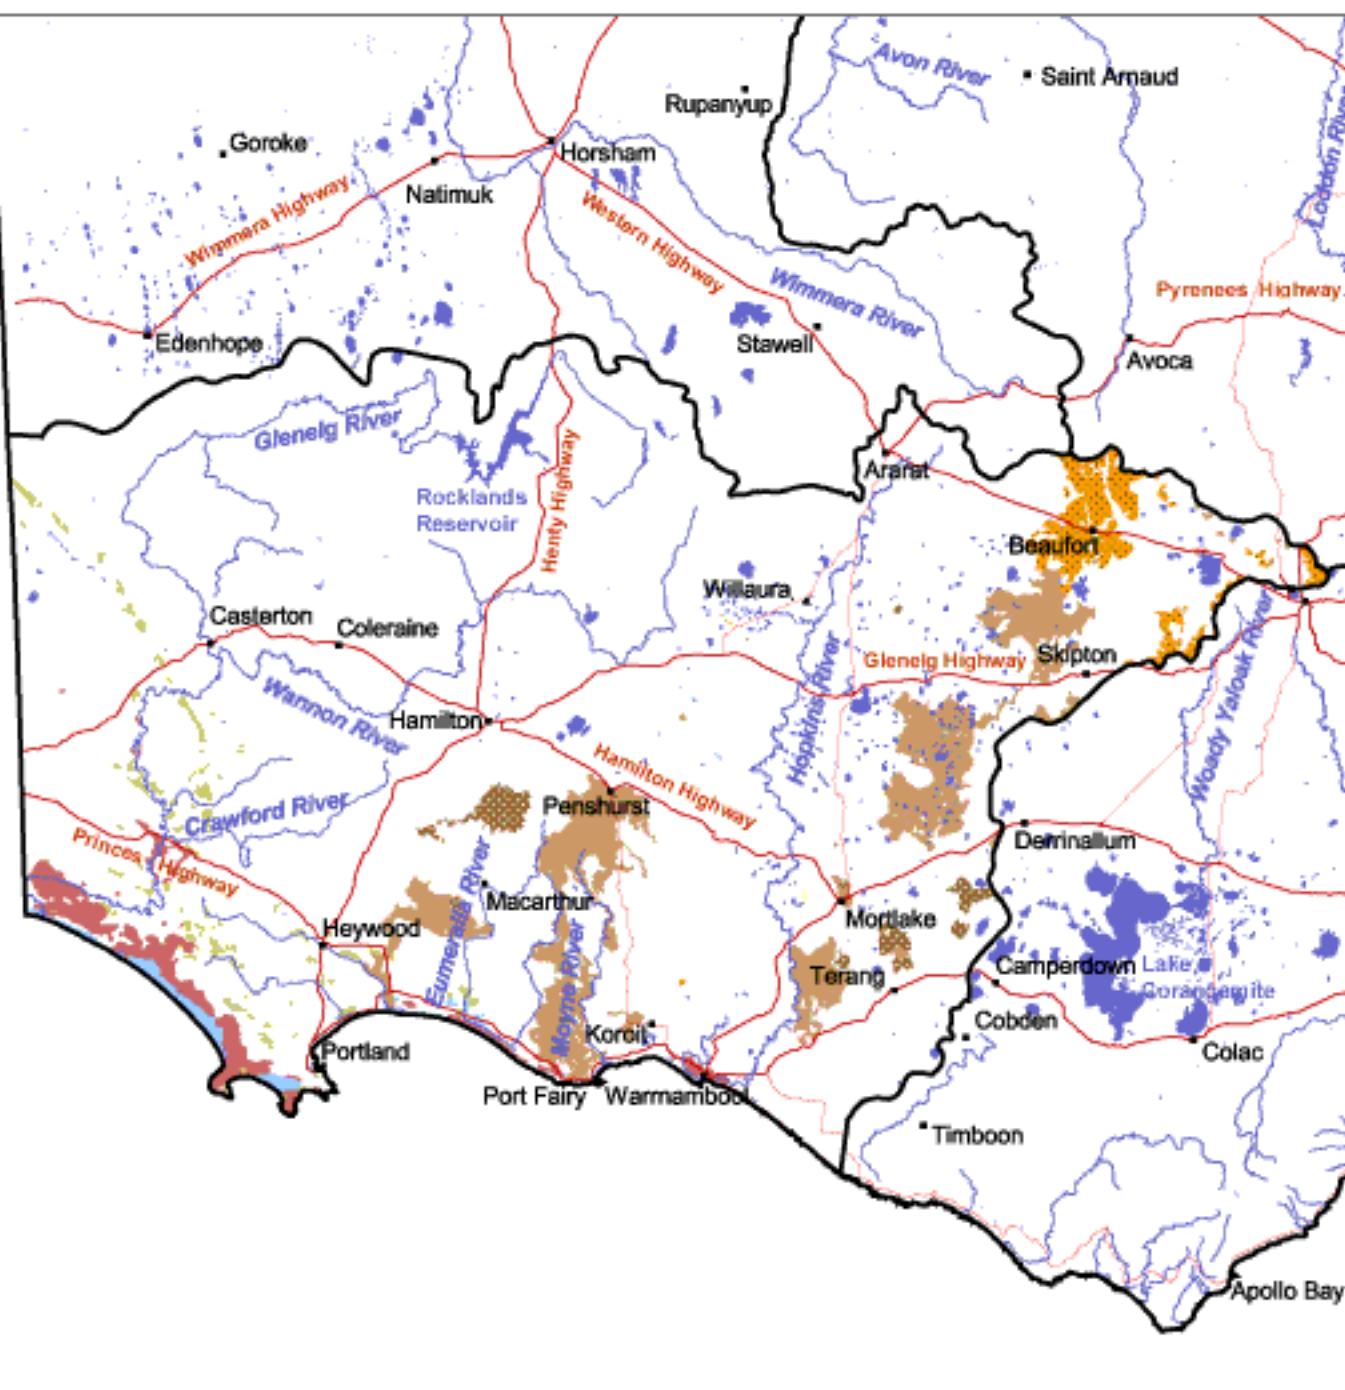 Avon River
Saint Arnaud
Rupanyup
Loddon River
Goroke
Horsham
Natimuk
Wimmera Highway
Western Highway
Wimmera River
Pyrenees Highway
Edenhope
Stawell
Avoca
Glenelg River
Ararat
Rocklands
Reservoir
Henty Highway
Beaufort
Willaura
Casterton
Coleraine
Woady Yaloak River
Hopkins River
Glenelg Highway
Skipton
Wannon River
Hamilton
Hamilton Highway
Penshurst
Crawford River
Princes Highway
Derrinallum
Eumeralla River
Macarthur
Mortlake
Heywood
Moyne River
Terang
Camperdown
Lake
Corangamite
Koroit
Cobden
Portland
Colac
Port Fairy
Warrnambool
Timboon
Apollo Bay